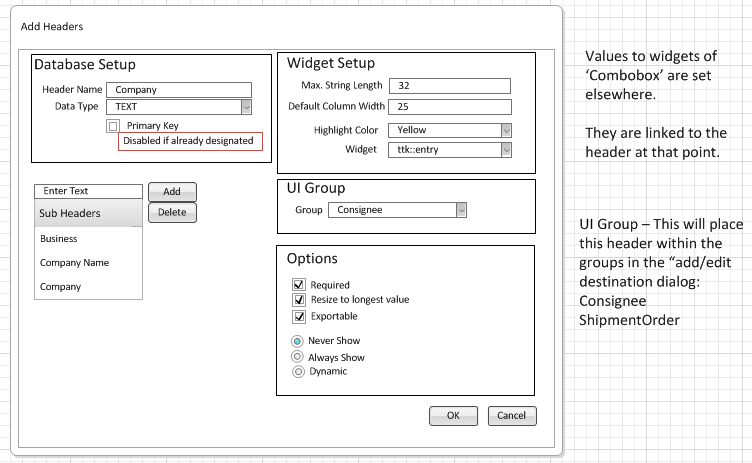 Add Headers
Database Setup
Header Name Company
Data Type TEXT
Primary Key
Disabled if already designated
Enter Text Add
Sub Headers Delete
Business
Company Name
Company
Widget Setup
Max. String Length 32
Default Column Width 25
Highlight Color Yellow
Widget ttk::entry
UI Group
Group Consignee
Options
Required
Resize to longest value
Exportable
Never Show
Always Show
Dynamic
OK Cancel
Values to widgets of
‘Combobox’ are set
elsewhere.
They are linked to the
header at that point.
UI Group – This will place
this header within the
groups in the “add/edit
destination dialog:
Consignee
ShipmentOrder